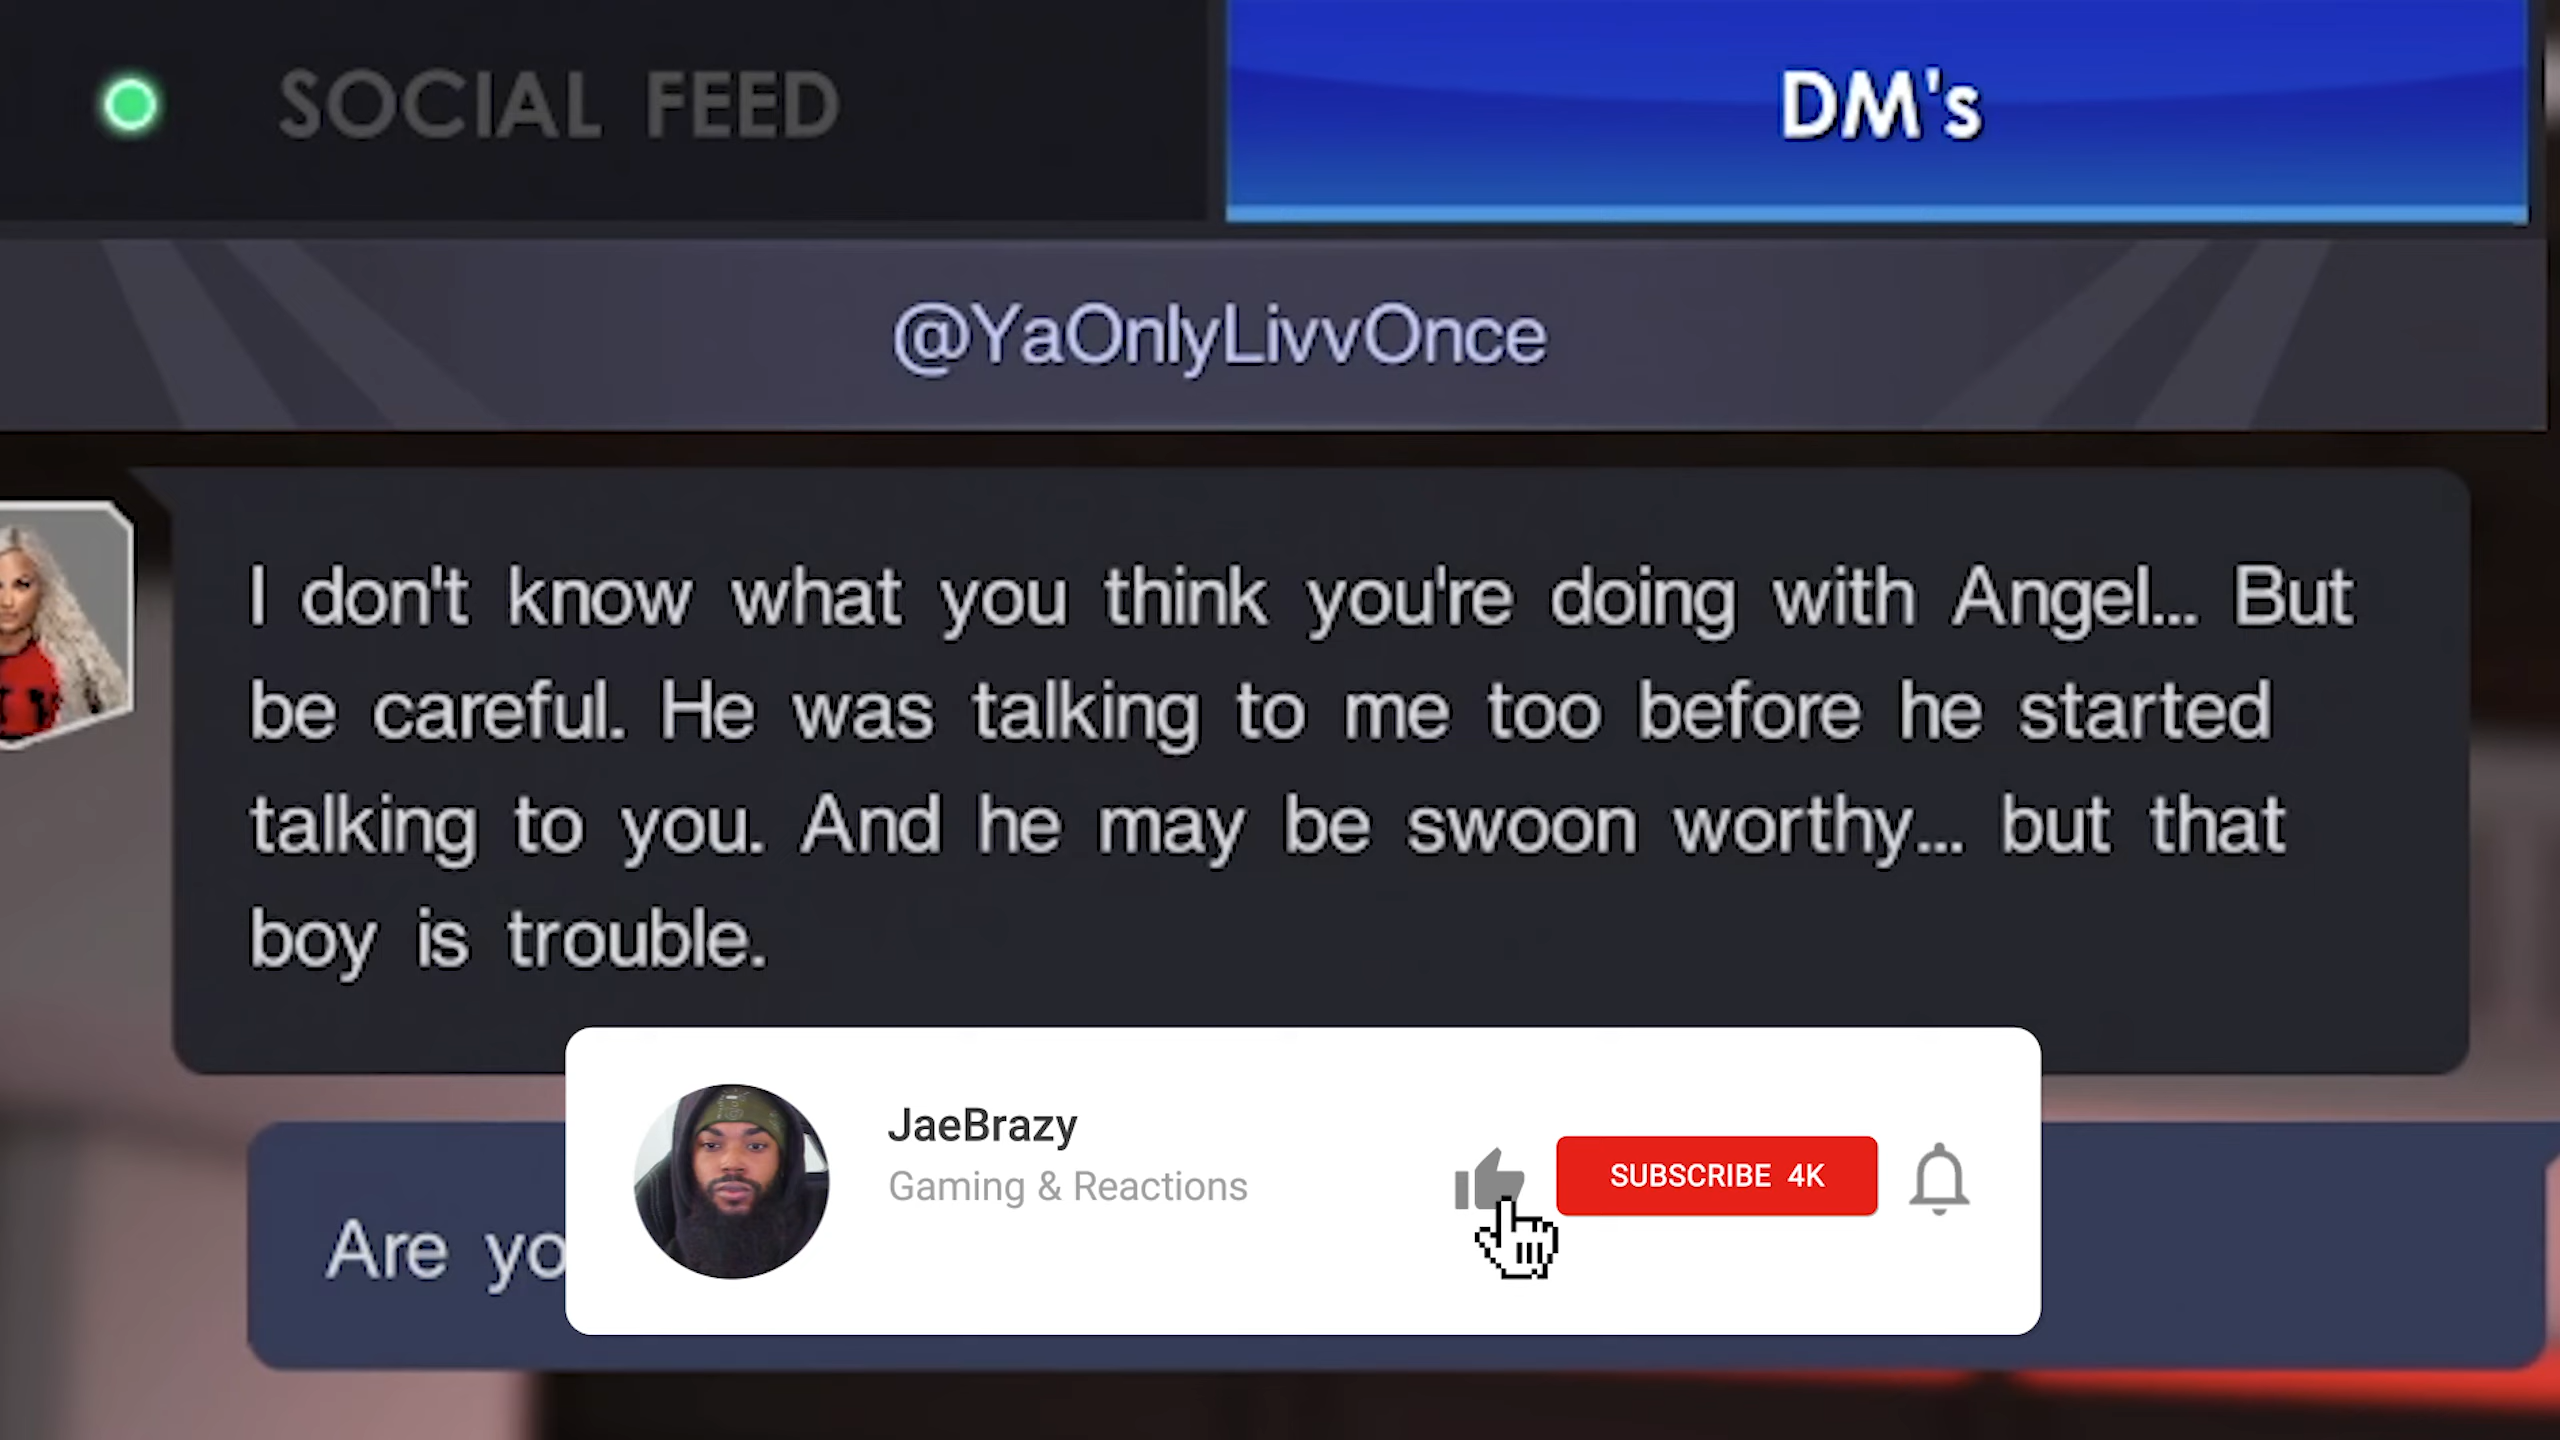 SOCIAL FEED
DM's
@YaOnlyLivvOnce
I don't know what you think you're doing with Angel... But
be careful. He was talking to me too before he started
talking to you. And he may be swoon worthy... but that
boy is trouble.
Are
JaeBrazy
Gaming & Reactions
SUBSCRIBE 4K